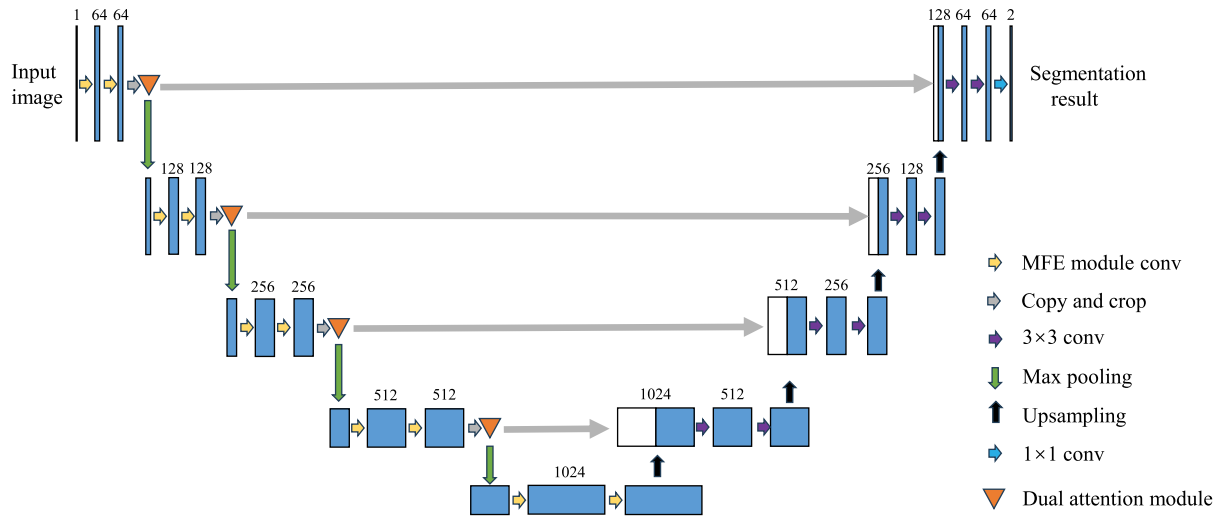 1
64
64
128
64
64
2
Input
image
Segmentation
result
128
128
256
128
256
256
512
256
512
512
1024
512
1024
MFE module conv
Copy and crop
3×3 conv
Max pooling
Upsampling
1×1 conv
Dual attention module